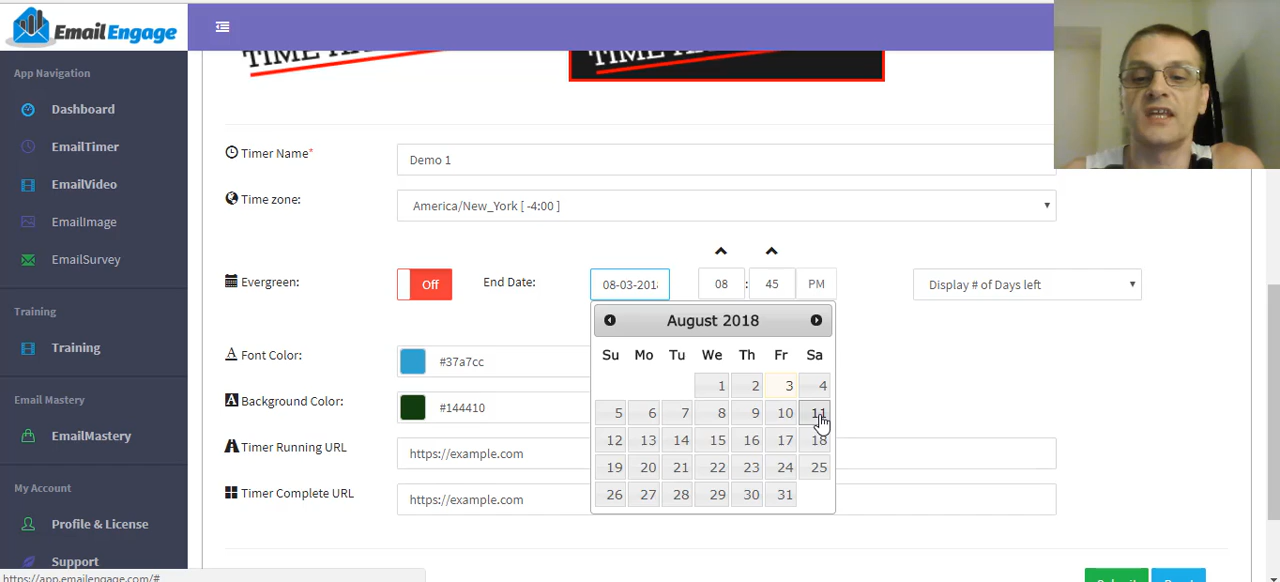 EmailEngage
App Navigation
Dashboard
EmailTimer
EmailVideo
EmailImage
EmailSurvey
Training
Training
Email Mastery
EmailMastery
My Account
Profile & License
Support
https://app.emailengage.com/#
Timer Name*
Demo 1
Time zone:
America/New_York [ -4:00 ]
Evergreen:
Off
End Date:
08-03-201
08 : 45 PM
Display # of Days left
August 2018
Su Mo Tu We Th Fr Sa
1 2 3 4
5 6 7 8 9 10 11
12 13 14 15 16 17 18
19 20 21 22 23 24 25
26 27 28 29 30 31
Font Color:
#37a7cc
Background Color:
#144410
Timer Running URL
https://example.com
Timer Complete URL
https://example.com